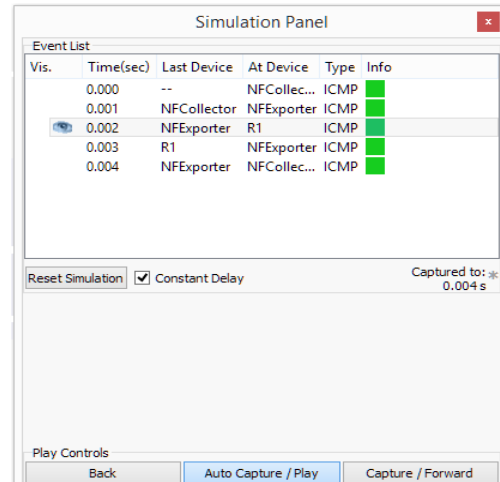 Simulation Panel
x
Event List
Vis. Time(sec) Last Device At Device Type Info
0.000 -- NFCollec... ICMP
0.001 NFCollector NFExporter ICMP
0.002 NFExporter R1 ICMP
0.003 R1 NFExporter ICMP
0.004 NFExporter NFCollec... ICMP
Reset Simulation Constant Delay Captured to: *
0.004 s
Play Controls
Back Auto Capture / Play Capture / Forward